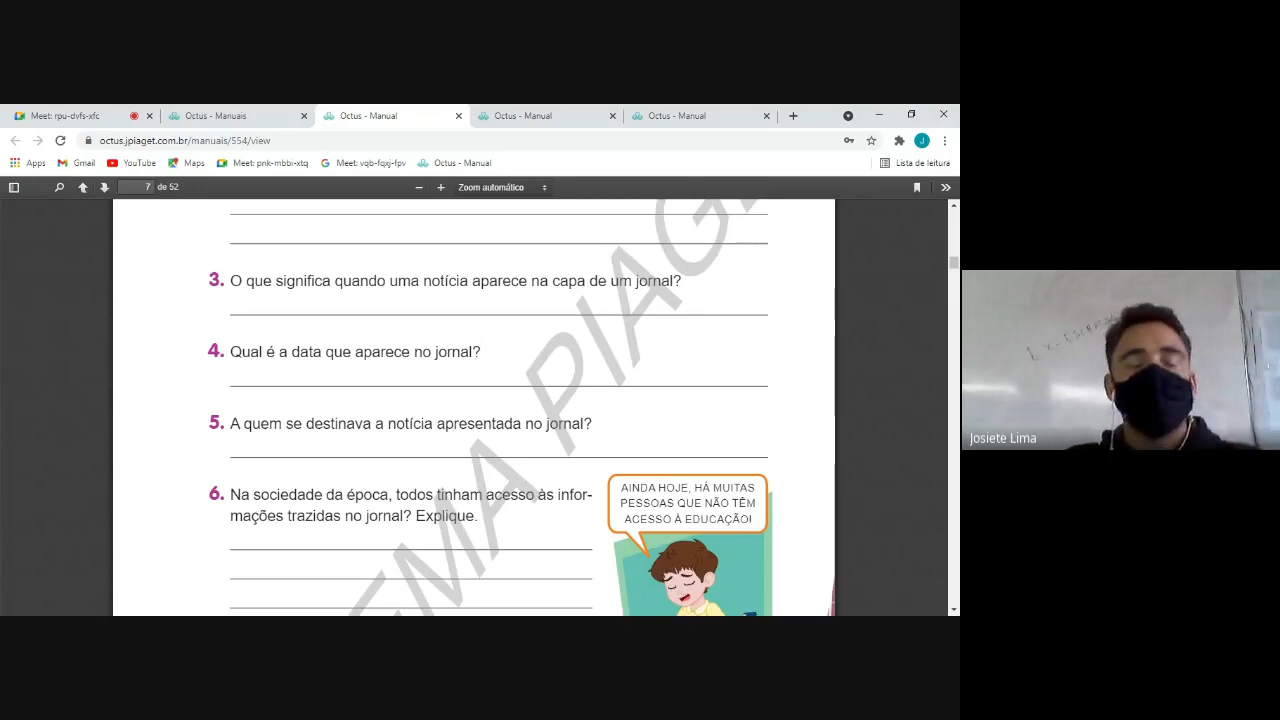 Meet: rpu-dvfs-xfc
Octus - Manuais
Octus - Manual
Octus - Manual
Octus - Manual
octus.jpiaget.com.br/manuais/554/view
J
Apps
Gmail
YouTube
Maps
Meet: pnk-mbbi-xtq
Meet: vqb-fqxj-fpv
Octus - Manual
Lista de leitura
7 de 52
Zoom automático
3. O que significa quando uma notícia aparece na capa de um jornal?
4. Qual é a data que aparece no jornal?
5. A quem se destinava a notícia apresentada no jornal?
6. Na sociedade da época, todos tinham acesso às infor-
mações trazidas no jornal? Explique.
AINDA HOJE, HÁ MUITAS
PESSOAS QUE NÃO TÊM
ACESSO À EDUCAÇÃO!
EMA PIAGE
Josiete Lima